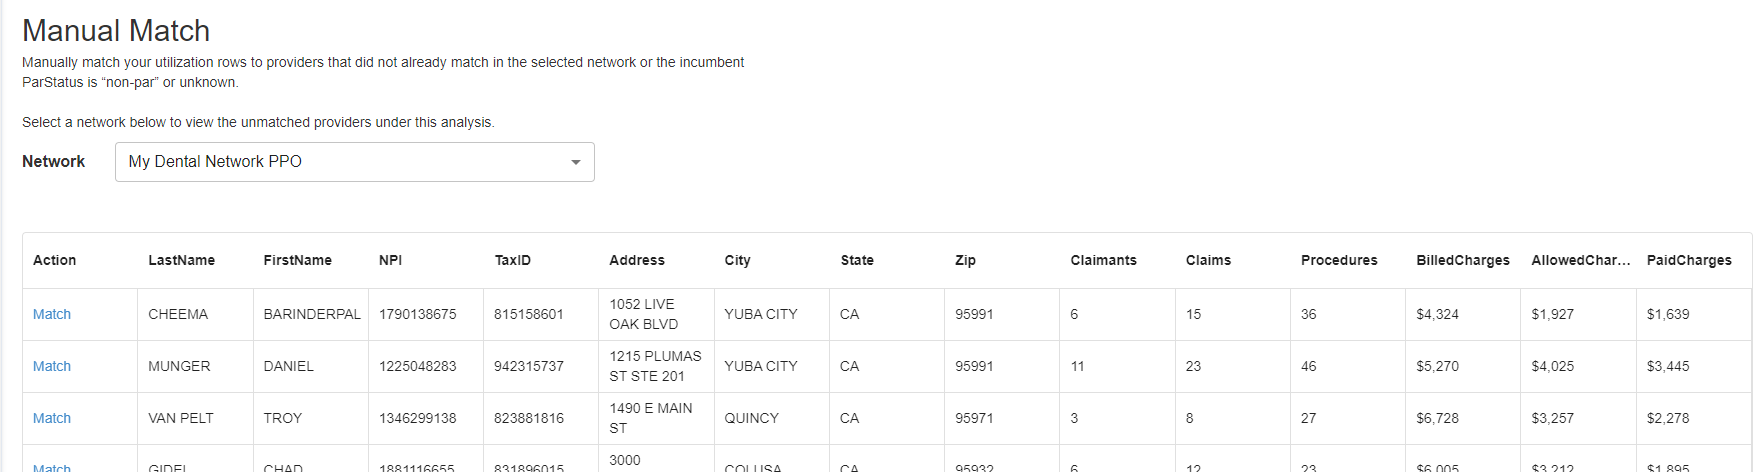 Manual Match
Manually match your utilization rows to providers that did not already match in the selected network or the incumbent
ParStatus is “non-par” or unknown.
Select a network below to view the unmatched providers under this analysis.
Network My Dental Network PPO
Action LastName FirstName NPI TaxID Address City State Zip Claimants Claims Procedures BilledCharges AllowedChar... PaidCharges
Match CHEEMA BARINDERPAL 1790138675 815158601 1052 LIVE OAK BLVD YUBA CITY CA 95991 6 15 36 $4,324 $1,927 $1,639
Match MUNGER DANIEL 1225048283 942315737 1215 PLUMAS ST STE 201 YUBA CITY CA 95991 11 23 46 $5,270 $4,025 $3,445
Match VAN PELT TROY 1346299138 823881816 1490 E MAIN ST QUINCY CA 95971 3 8 27 $6,728 $3,257 $2,278
Match GIDEL CHAD 1881116655 831896015 3000 COLUSA CA 95932 6 12 23 $6,005 $3,212 $1,895